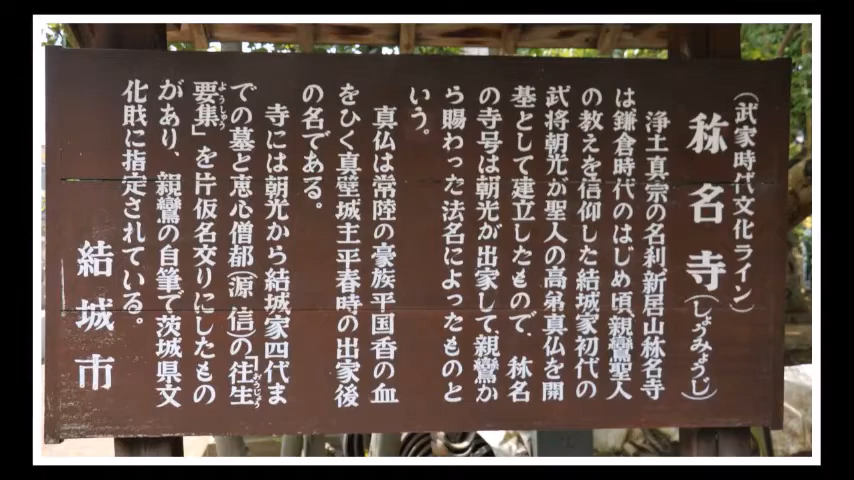 (武家時代文化ライン)
称名寺(しょうみょうじ)
浄土真宗の名刹、新居山称名寺
は鎌倉時代のはじめ頃、親鸞聖人
の教えを信仰した結城家初代の
武将朝光が聖人の高弟真仏を開
基として建立したもので、称名
の寺号は朝光が出家して、親鸞か
ら賜わった法名によったものと
いう。
真仏は常陸の豪族平国香の血
をひく真壁城主平春時の出家後
の名である。
寺には朝光から結城家四代ま
での墓と恵心僧都(源信)の「往生
おうじょう
要集」を片仮名交りにしたもの
ようしゅう
があり、親鸞の自筆で茨城県文
化財に指定されている。
結城市